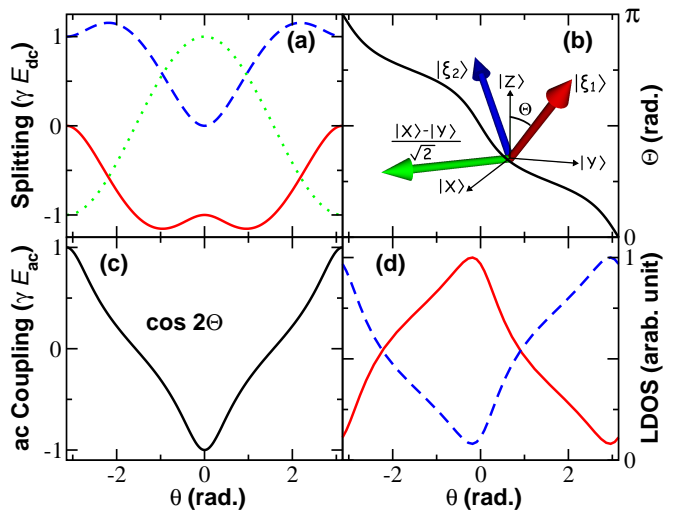 Splitting (γ E_dc)
1
0
-1
(a)
(b)
π
0
Θ (rad.)
|ξ₂⟩
|Z⟩
|ξ₁⟩
Θ
|X⟩−|Y⟩
√2
|Y⟩
|X⟩
ac Coupling (γ E_ac)
1
0
-1
(c)
cos 2Θ
(d)
1
0
LDOS (arab. unit)
-2 0 2
-2 0 2
θ (rad.)
θ (rad.)